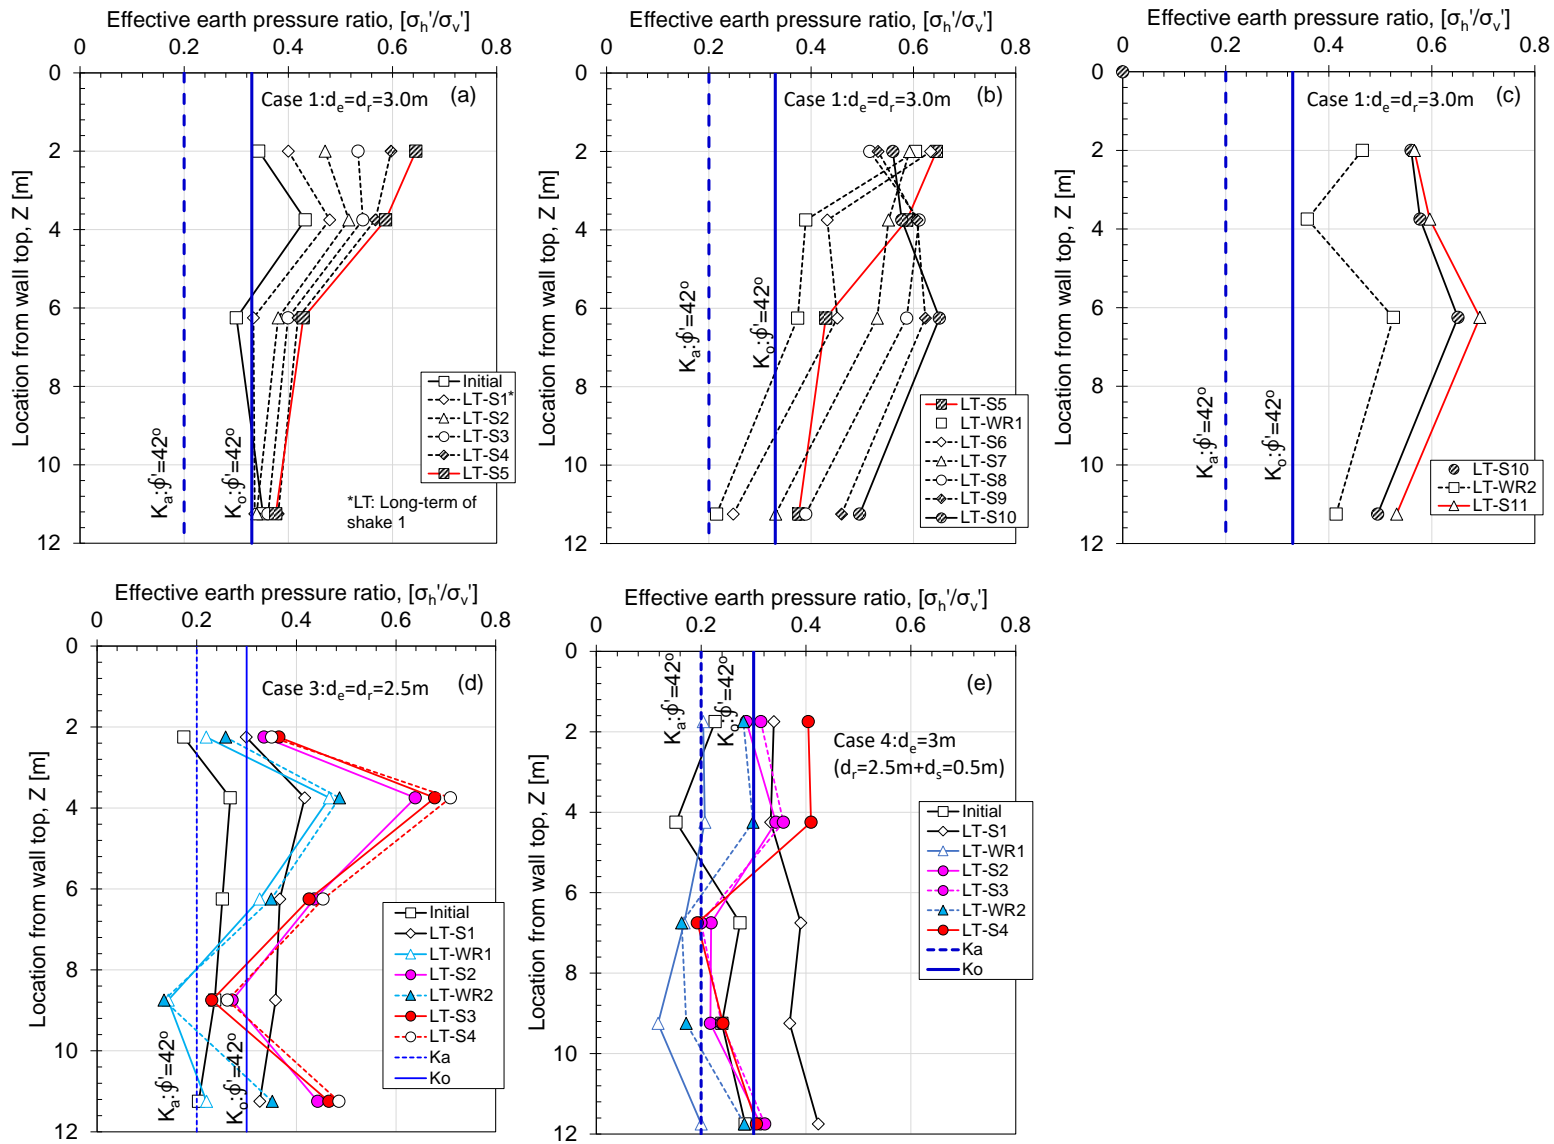 Effective earth pressure ratio, [σh'/σv']
0 0.2 0.4 0.6 0.8
0
2
4
6
8
10
12
Location from wall top, Z [m]
Case 1:de=dr=3.0m
(a)
Ka:∮'=42º
Ko:∮'=42º
Initial
LT-S1*
LT-S2
LT-S3
LT-S4
LT-S5
*LT: Long-term of
shake 1
Effective earth pressure ratio, [σh'/σv']
0 0.2 0.4 0.6 0.8
0
2
4
6
8
10
12
Location from wall top, Z [m]
Case 1:de=dr=3.0m
(b)
Ka:∮'=42º
Ko:∮'=42º
LT-S5
LT-WR1
LT-S6
LT-S7
LT-S8
LT-S9
LT-S10
Effective earth pressure ratio, [σh'/σv']
0 0.2 0.4 0.6 0.8
0
2
4
6
8
10
12
Location from wall top, Z [m]
Case 1:de=dr=3.0m
(c)
Ka:∮'=42º
Ko:∮'=42º
LT-S10
LT-WR2
LT-S11
Effective earth pressure ratio, [σh'/σv']
0 0.2 0.4 0.6 0.8
0
2
4
6
8
10
12
Location from wall top, Z [m]
Case 3:de=dr=2.5m
(d)
Ka:∮'=42º
Ko:∮'=42º
Initial
LT-S1
LT-WR1
LT-S2
LT-WR2
LT-S3
LT-S4
Ka
Ko
Effective earth pressure ratio, [σh'/σv']
0 0.2 0.4 0.6 0.8
0
2
4
6
8
10
12
Location from wall top, Z [m]
Ka:∮'=42º
Ko:∮'=42º
(e)
Case 4:de=3m
(dr=2.5m+ds=0.5m)
Initial
LT-S1
LT-WR1
LT-S2
LT-S3
LT-WR2
LT-S4
Ka
Ko